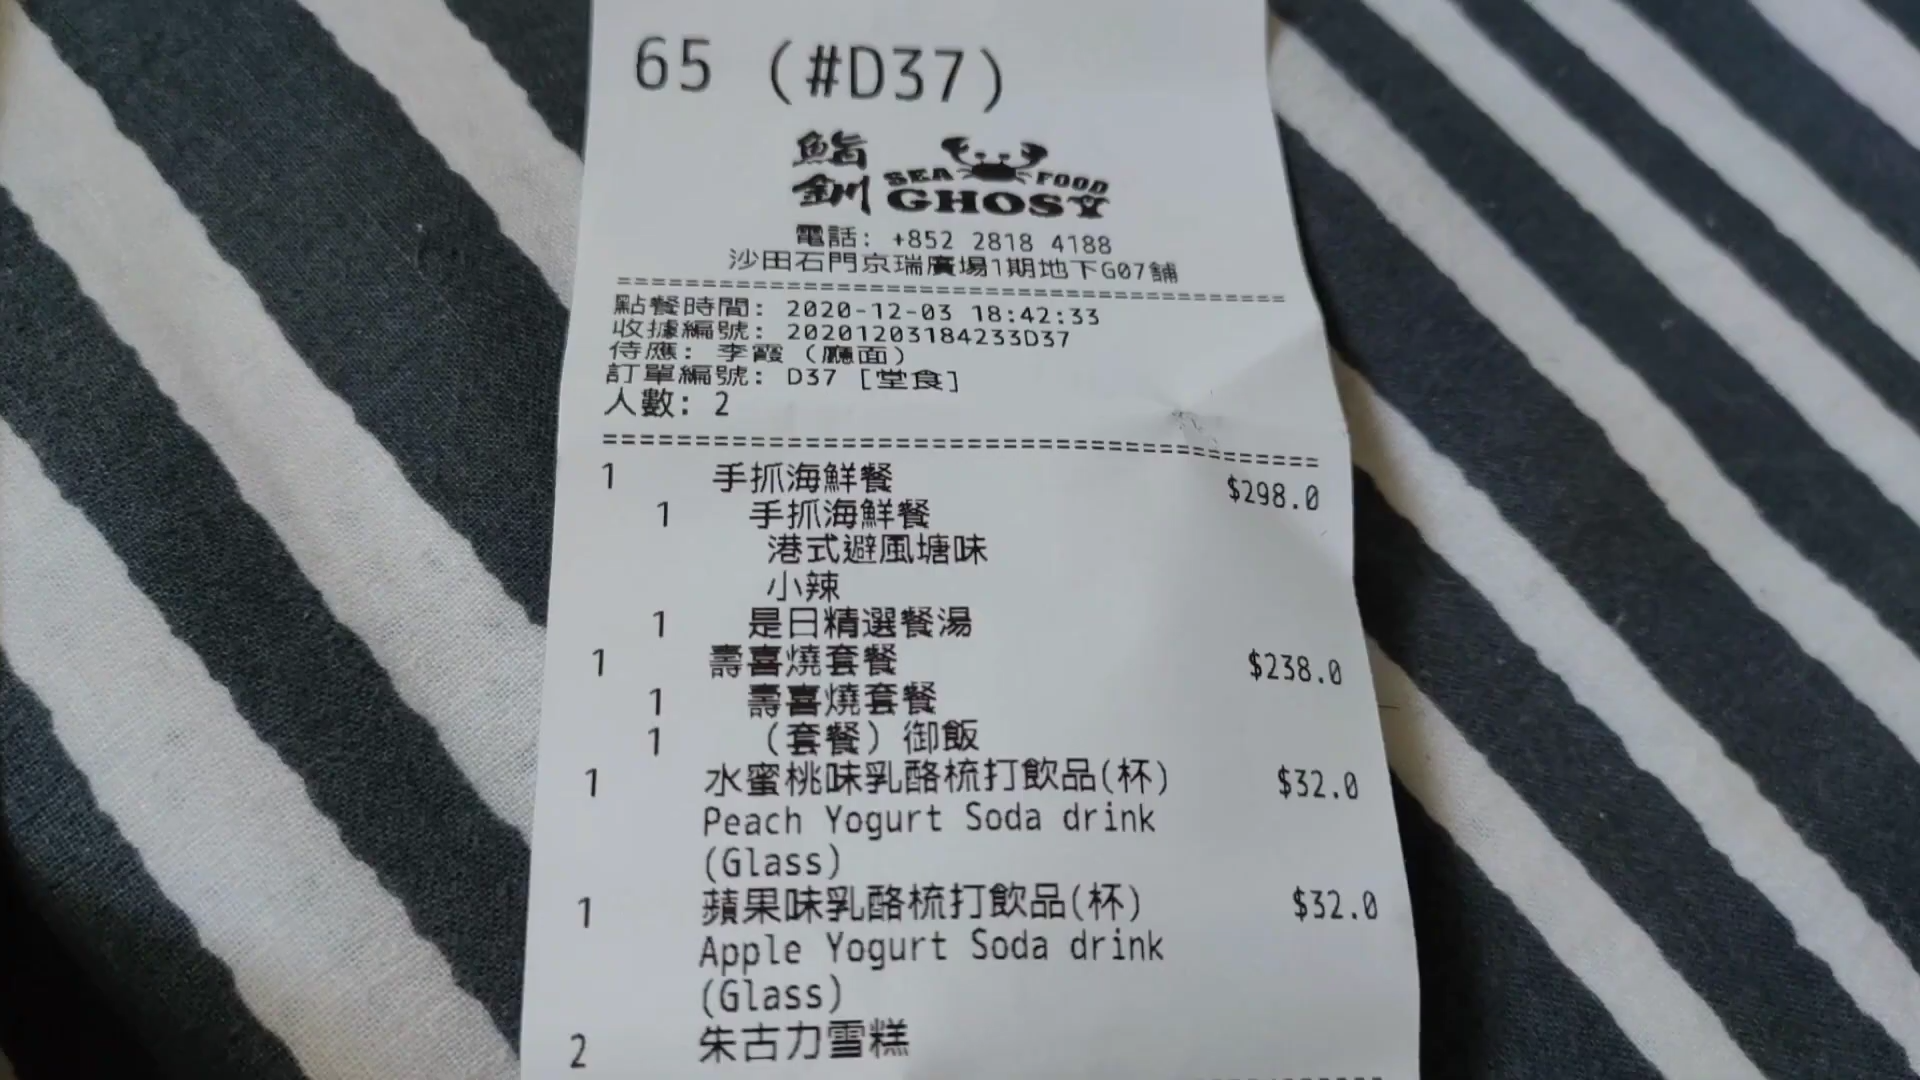 65 (#D37)
鮨
釧
SEA FOOD
GHOST
電話: +852 2818 4188
沙田石門京瑞廣場1期地下G07舖
========================================
點餐時間: 2020-12-03 18:42:33
收據編號: 20201203184233D37
侍應: 李霞 (廳面)
訂單編號: D37 [堂食]
人數: 2
========================================
1 手抓海鮮餐 $298.0
1 手抓海鮮餐
港式避風塘味
小辣
1 是日精選餐湯
1 壽喜燒套餐 $238.0
1 壽喜燒套餐
1 (套餐) 御飯
1 水蜜桃味乳酪梳打飲品(杯) $32.0
Peach Yogurt Soda drink
(Glass)
1 蘋果味乳酪梳打飲品(杯) $32.0
Apple Yogurt Soda drink
(Glass)
2 朱古力雪糕